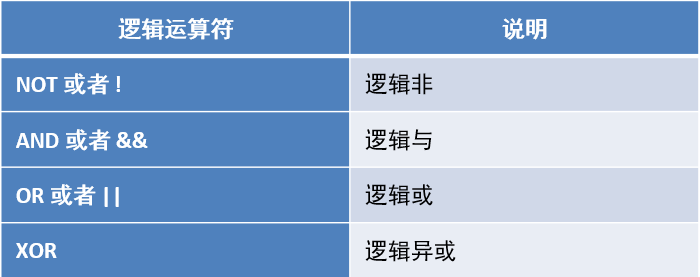 逻辑运算符 说明
NOT 或者 ! 逻辑非
AND 或者 && 逻辑与
OR 或者 || 逻辑或
XOR 逻辑异或